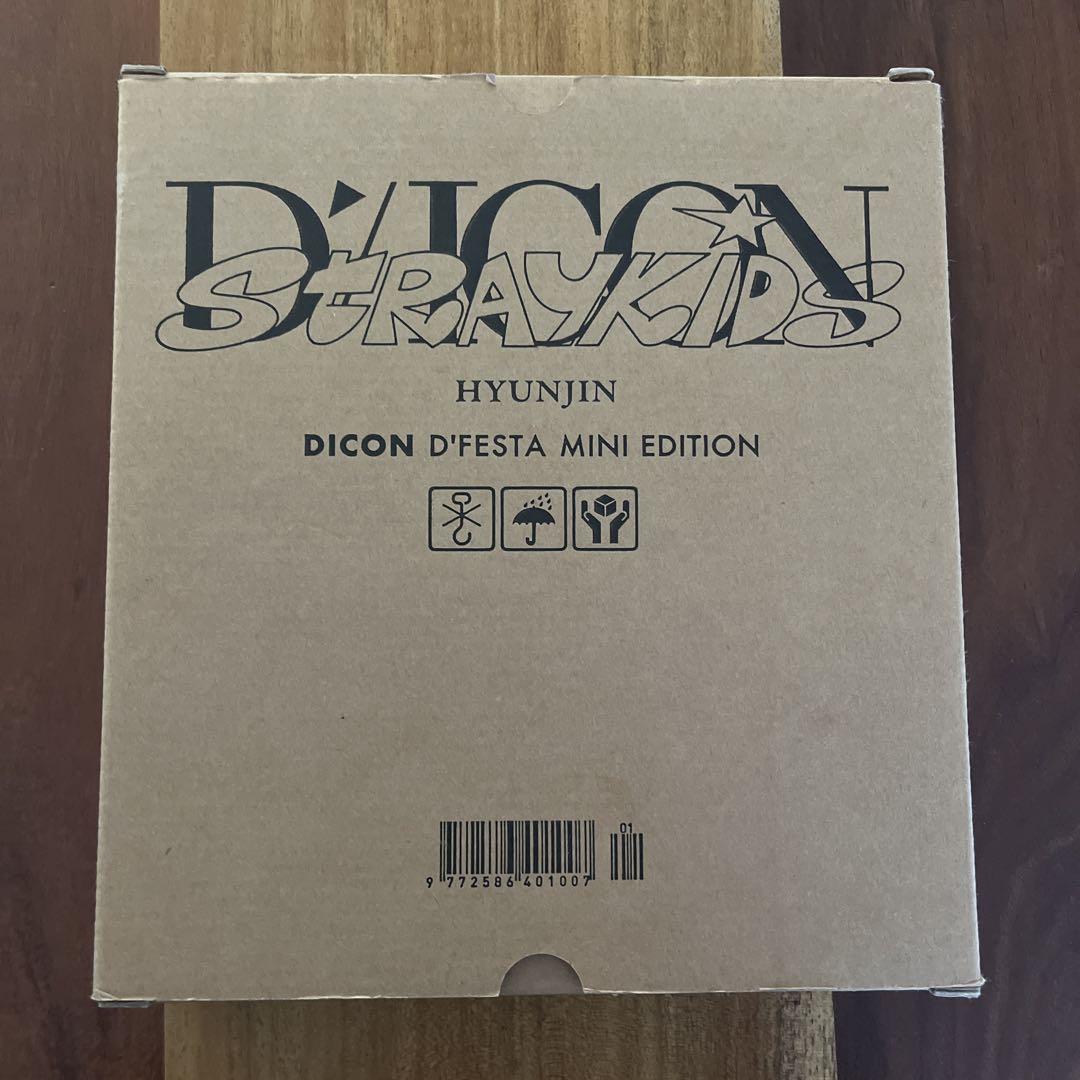 D'ICON
STRAYKIDS
HYUNJIN
DICON D'FESTA MINI EDITION
01
9 772586 401007